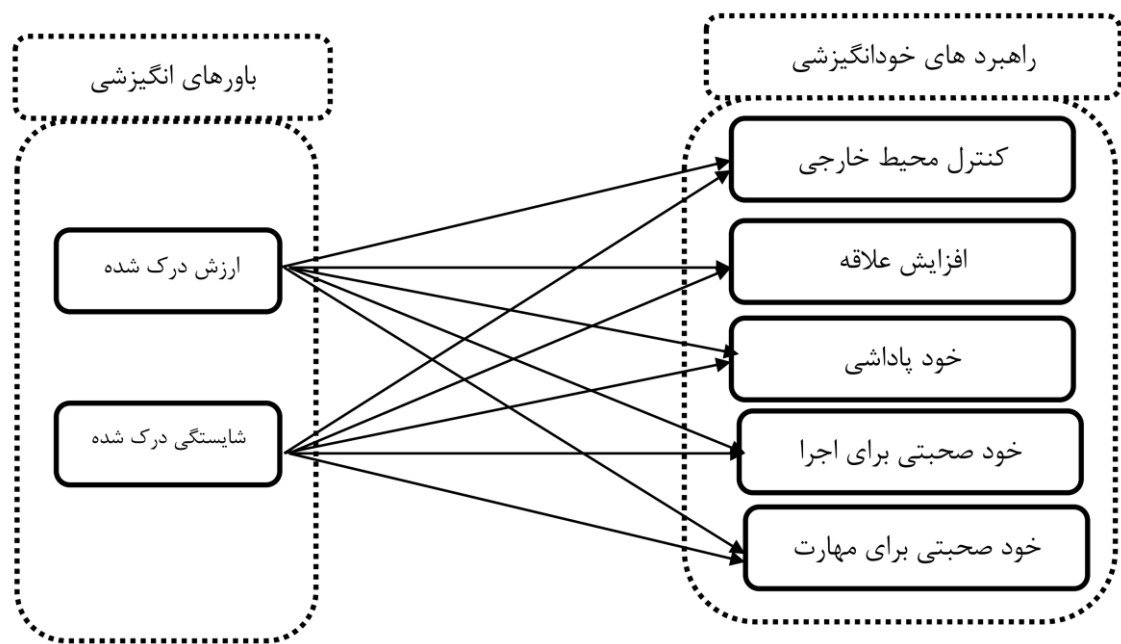 راهبرد های خودانگیزشی
باورهای انگیزشی
کنترل محیط خارجی
افزایش علاقه
ارزش درک شده
خود پاداشی
شایستگی درک شده
خود صحبتی برای اجرا
خود صحبتی برای مهارت